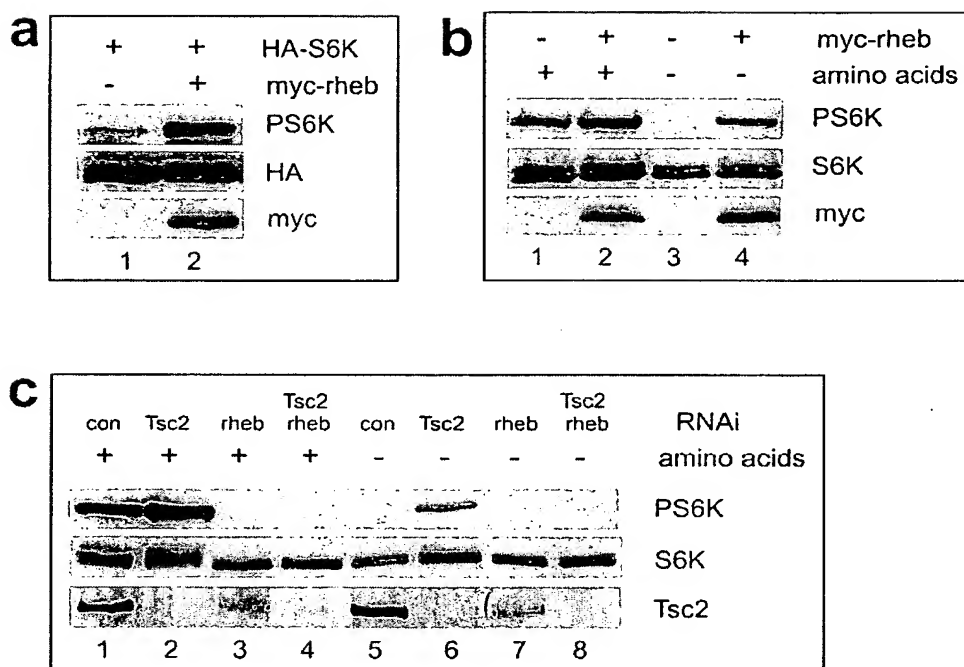 a
+ + HA-S6K
- + myc-rheb
PS6K
HA
myc
1 2
b
- + - + myc-rheb
+ + - - amino acids
PS6K
S6K
myc
1 2 3 4
c
Tsc2 Tsc2
con Tsc2 rheb rheb con Tsc2 rheb rheb RNAi
+ + + + - - - - amino acids
PS6K
S6K
Tsc2
1 2 3 4 5 6 7 8